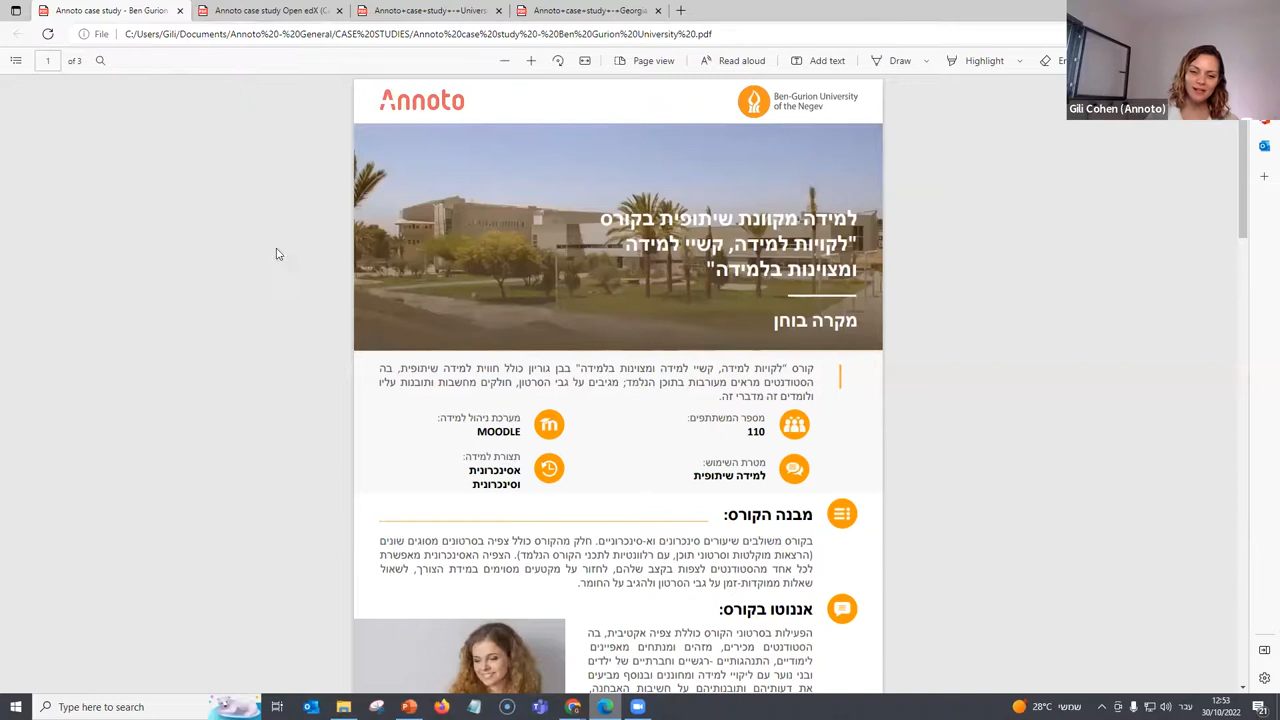 Annoto case study - Ben Gurion
Annoto case study Open edX (C
Annoto+case+study+-+Univers
Annoto+case+study+-+Georgia
File
C:/Users/Gili/Documents/Annoto%20-%20General/CASE%20STUDIES/Annoto%20case%20study%20-%20Ben%20Gurion%20University%20.pdf
1 of 3
Page view
Read aloud
Add text
Draw
Highlight
Gili Cohen (Annoto)
Annoto
Ben-Gurion University
of the Negev
למידה מקוונת שיתופית בקורס
"לקויות למידה, קשיי למידה
ומצוינות בלמידה"
מקרה בוחן
קורס "לקויות למידה, קשיי למידה ומצוינות בלמידה" בבן גוריון כולל חווית למידה שיתופית, בה
הסטודנטים מראים מעורבות בתוכן הנלמד; מגיבים על גבי הסרטון, חולקים מחשבות ותובנות עליו
ולומדים זה מדברי זה.
מספר המשתתפים:
110
מערכת ניהול למידה:
MOODLE
מטרת השימוש:
למידה שיתופית
תצורת למידה:
אסינכרונית
וסינכרונית
מבנה הקורס:
בקורס משולבים שיעורים סינכרונים וא-סינכרוניים. חלק מהקורס כולל צפיה בסרטונים מסוגים שונים
(הרצאות מוקלטות וסרטוני תוכן, עם רלוונטיות לתכני הקורס הנלמד). הצפיה האסינכרונית מאפשרת
לכל אחד מהסטודנטים לצפות בקצב שלהם, לחזור על מקטעים מסוימים במידת הצורך, לשאול
שאלות ממוקדות-זמן על גבי הסרטון ולהגיב על החומר.
אננוטו בקורס:
הפעילות בסרטוני הקורס כוללת צפיה אקטיבית, בה
הסטודנטים מכירים, מזהים ומנתחים מאפיינים
לימודיים, התנהגותיים -רגשיים וחברתיים של ילדים
ובני נוער עם ליקויי למידה ומחוננים ובנוסף מביעים
את דעותיהם ותובנותיהם על חשיבות האבחנה,
Type here to search
28°C
שמשי
עבר
12:53
30/10/2022
21